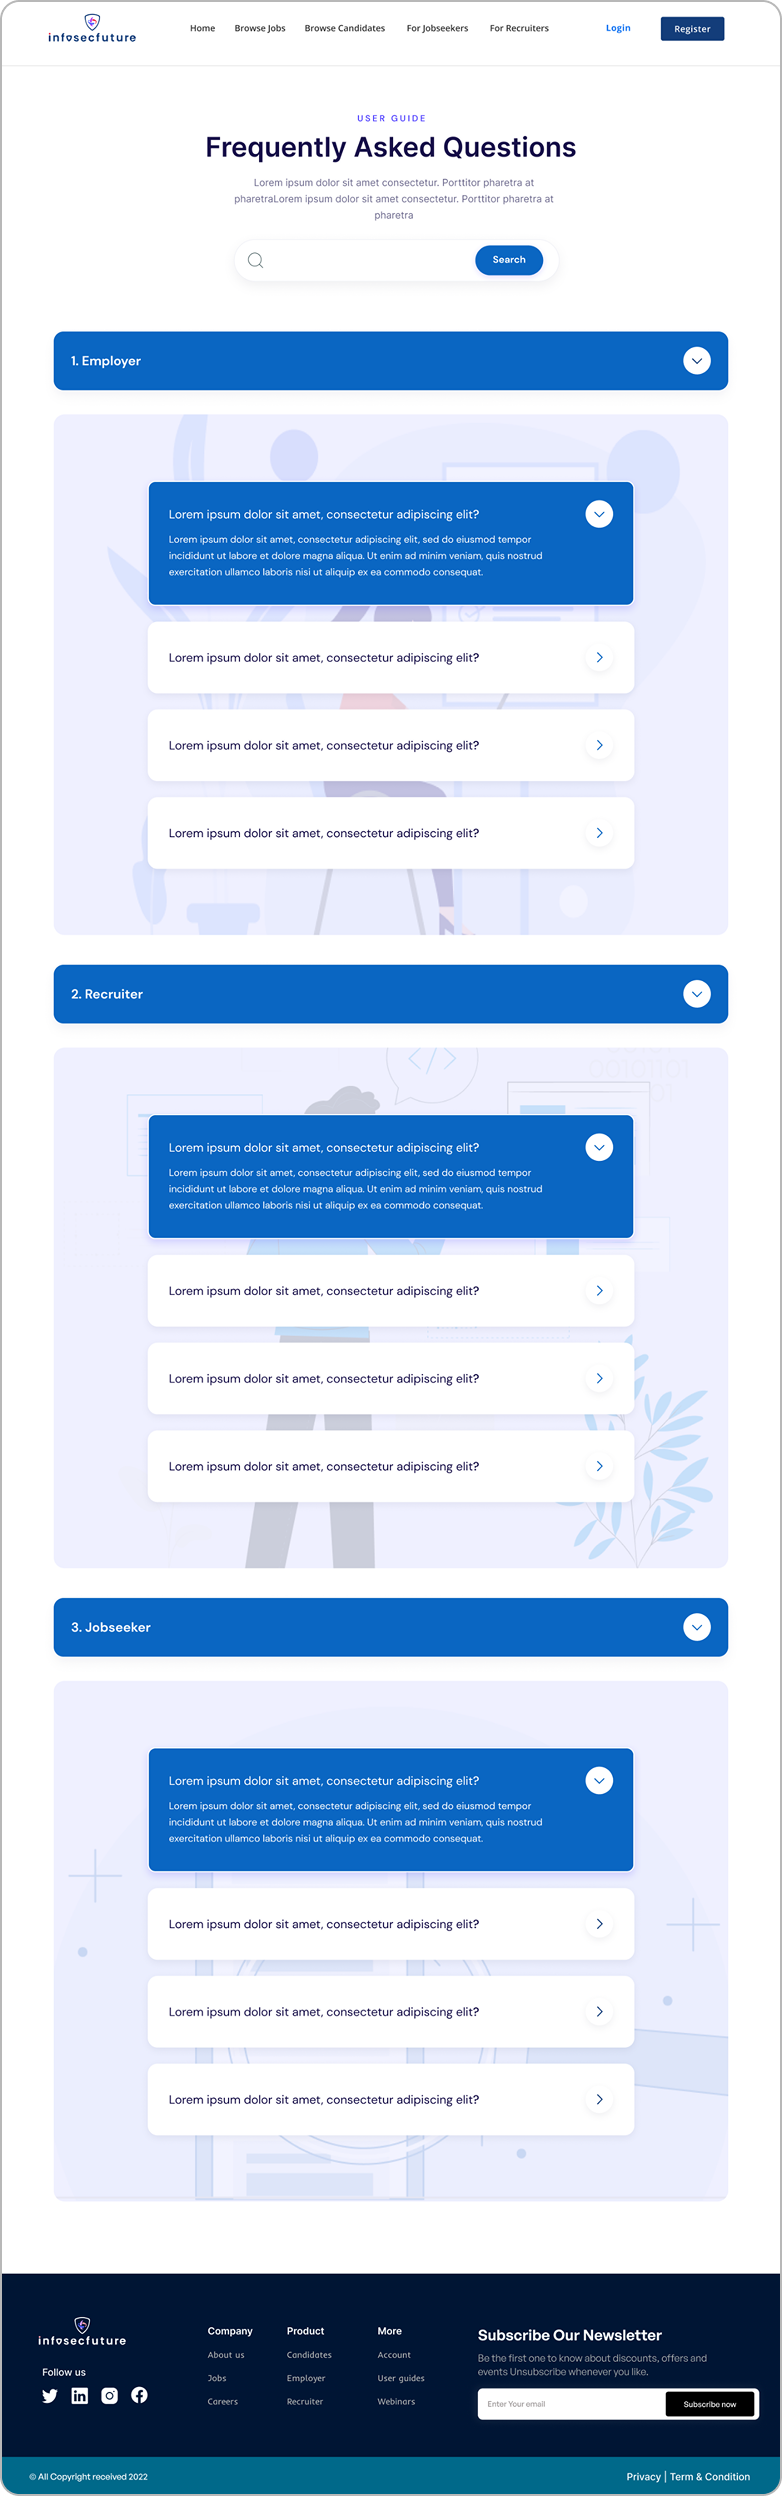 infosecfuture
Home Browse Jobs Browse Candidates For Jobseekers For Recruiters Login Register
USER GUIDE
Frequently Asked Questions
Lorem ipsum dolor sit amet consectetur. Porttitor pharetra at
pharetraLorem ipsum dolor sit amet consectetur. Porttitor pharetra at
pharetra
Search
1. Employer
Lorem ipsum dolor sit amet, consectetur adipiscing elit?
Lorem ipsum dolor sit amet, consectetur adipiscing elit, sed do eiusmod tempor
incididunt ut labore et dolore magna aliqua. Ut enim ad minim veniam, quis nostrud
exercitation ullamco laboris nisi ut aliquip ex ea commodo consequat.
Lorem ipsum dolor sit amet, consectetur adipiscing elit?
Lorem ipsum dolor sit amet, consectetur adipiscing elit?
Lorem ipsum dolor sit amet, consectetur adipiscing elit?
2. Recruiter
00101101
Lorem ipsum dolor sit amet, consectetur adipiscing elit?
Lorem ipsum dolor sit amet, consectetur adipiscing elit, sed do eiusmod tempor
incididunt ut labore et dolore magna aliqua. Ut enim ad minim veniam, quis nostrud
exercitation ullamco laboris nisi ut aliquip ex ea commodo consequat.
Lorem ipsum dolor sit amet, consectetur adipiscing elit?
Lorem ipsum dolor sit amet, consectetur adipiscing elit?
Lorem ipsum dolor sit amet, consectetur adipiscing elit?
3. Jobseeker
Lorem ipsum dolor sit amet, consectetur adipiscing elit?
Lorem ipsum dolor sit amet, consectetur adipiscing elit, sed do eiusmod tempor
incididunt ut labore et dolore magna aliqua. Ut enim ad minim veniam, quis nostrud
exercitation ullamco laboris nisi ut aliquip ex ea commodo consequat.
Lorem ipsum dolor sit amet, consectetur adipiscing elit?
Lorem ipsum dolor sit amet, consectetur adipiscing elit?
Lorem ipsum dolor sit amet, consectetur adipiscing elit?
infosecfuture
Follow us
Company
About us
Jobs
Careers
Product
Candidates
Employer
Recruiter
More
Account
User guides
Webinars
Subscribe Our Newsletter
Be the first one to know about discounts, offers and
events Unsubscribe whenever you like.
Enter Your email
Subscribe now
© All Copyright received 2022
Privacy | Term & Condition